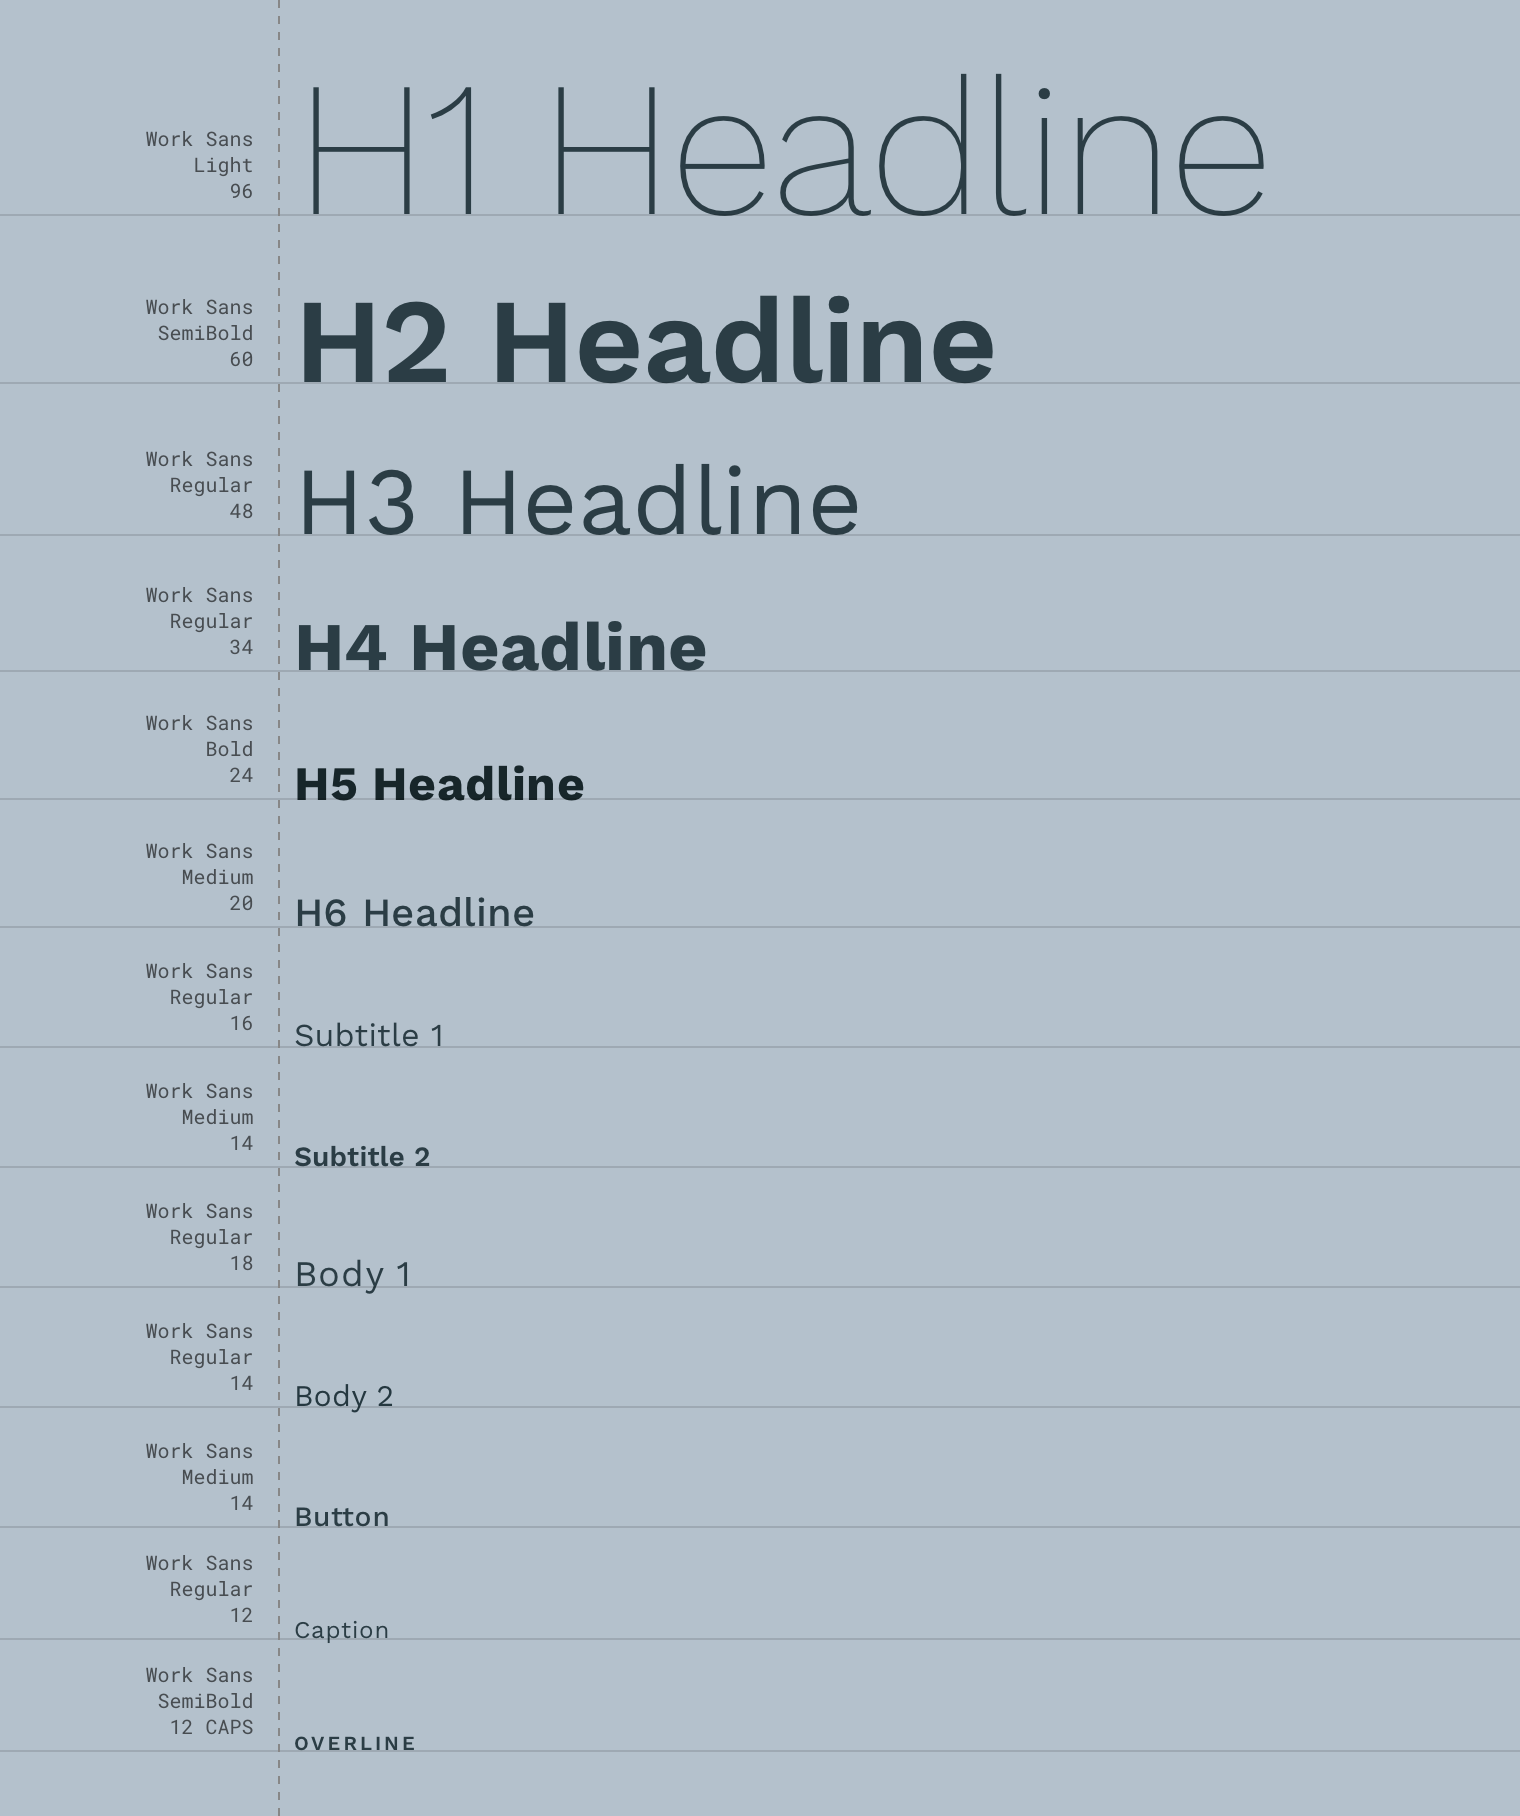 Work Sans
Light
96
H1 Headline
Work Sans
SemiBold
60
H2 Headline
Work Sans
Regular
48
H3 Headline
Work Sans
Regular
34
H4 Headline
Work Sans
Bold
24
H5 Headline
Work Sans
Medium
20
H6 Headline
Work Sans
Regular
16
Subtitle 1
Work Sans
Medium
14
Subtitle 2
Work Sans
Regular
18
Body 1
Work Sans
Regular
14
Body 2
Work Sans
Medium
14
Button
Work Sans
Regular
12
Caption
Work Sans
SemiBold
12 CAPS
OVERLINE